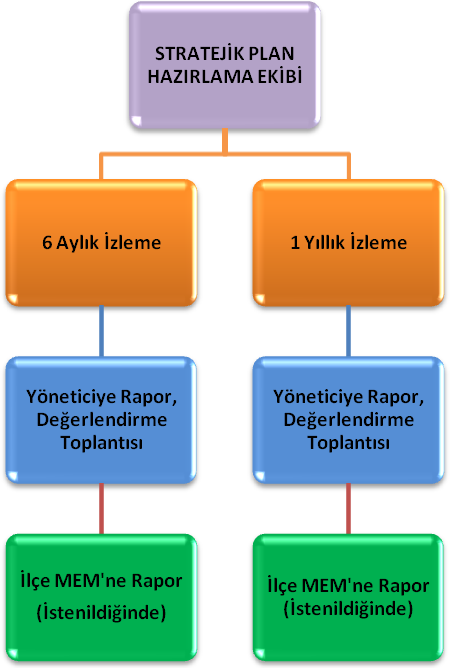 STRATEJİK PLAN
HAZIRLAMA EKİBİ
6 Aylık İzleme
1 Yıllık İzleme
Yöneticiye Rapor,
Değerlendirme
Toplantısı
Yöneticiye Rapor,
Değerlendirme
Toplantısı
İlçe MEM'ne Rapor
(İstenildiğinde)
İlçe MEM'ne Rapor
(İstenildiğinde)